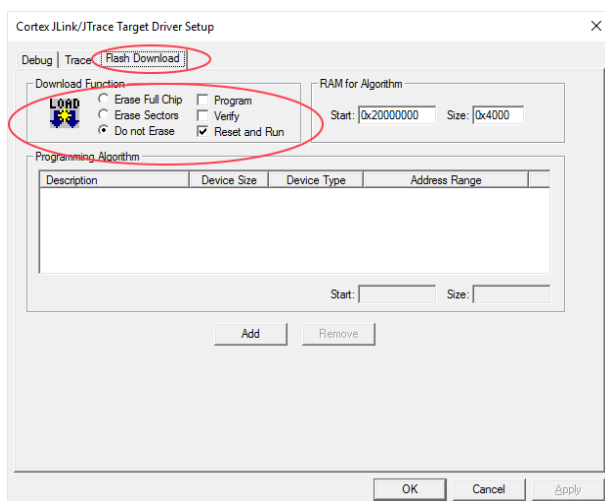 Cortex JLink/JTrace Target Driver Setup
Debug Trace Flash Download
Download Function
LOAD
Erase Full Chip
Erase Sectors
Do not Erase
Program
Verify
Reset and Run
RAM for Algorithm
Start: 0x20000000 Size: 0x4000
Programming Algorithm
Description Device Size Device Type Address Range
Start: Size:
Add Remove
OK Cancel Apply